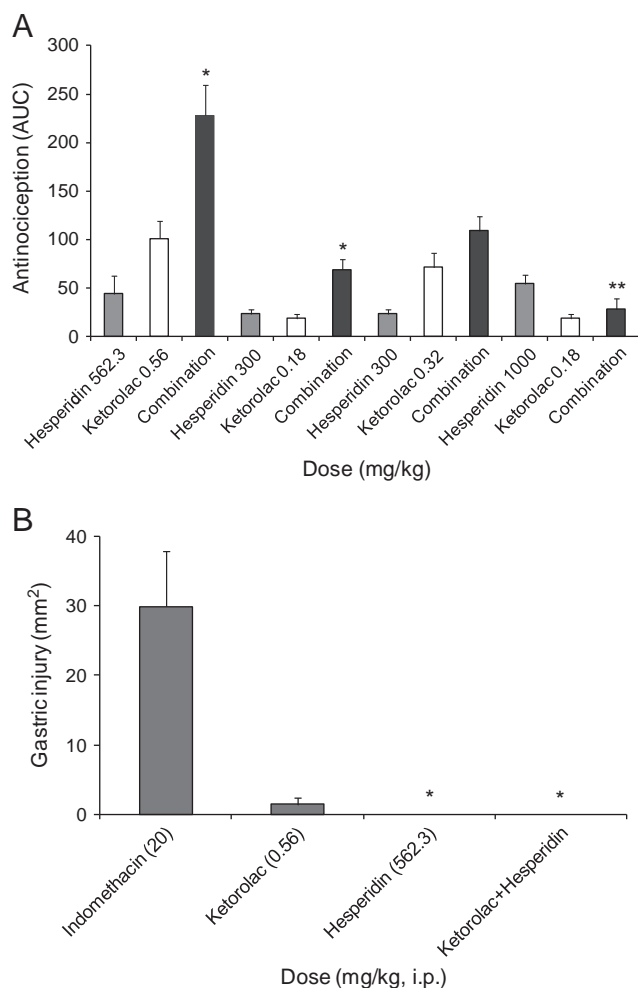 A
Antinociception (AUC)
300
250
200
150
100
50
0
*
*
**
Hesperidin 562.3
Ketorolac 0.56
Combination
Hesperidin 300
Ketorolac 0.18
Combination
Hesperidin 300
Ketorolac 0.32
Combination
Hesperidin 1000
Ketorolac 0.18
Combination
Dose (mg/kg)
B
Gastric injury (mm²)
40
30
20
10
0
*
*
Indomethacin (20)
Ketorolac (0.56)
Hesperidin (562.3)
Ketorolac+Hesperidin
Dose (mg/kg, i.p.)